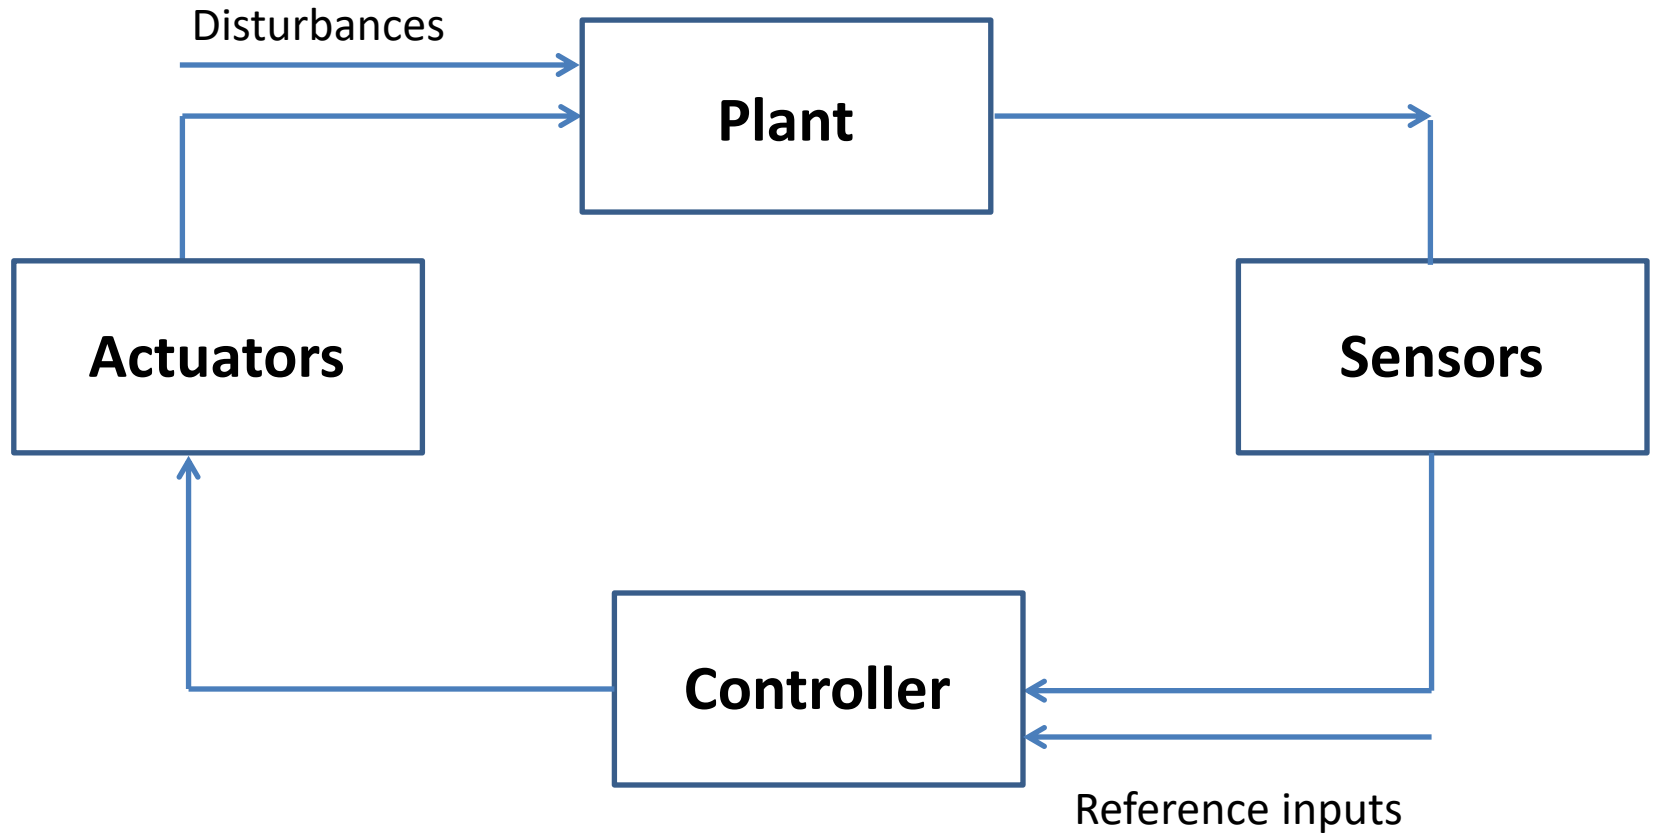 Disturbances
Plant
Actuators
Sensors
Controller
Reference inputs